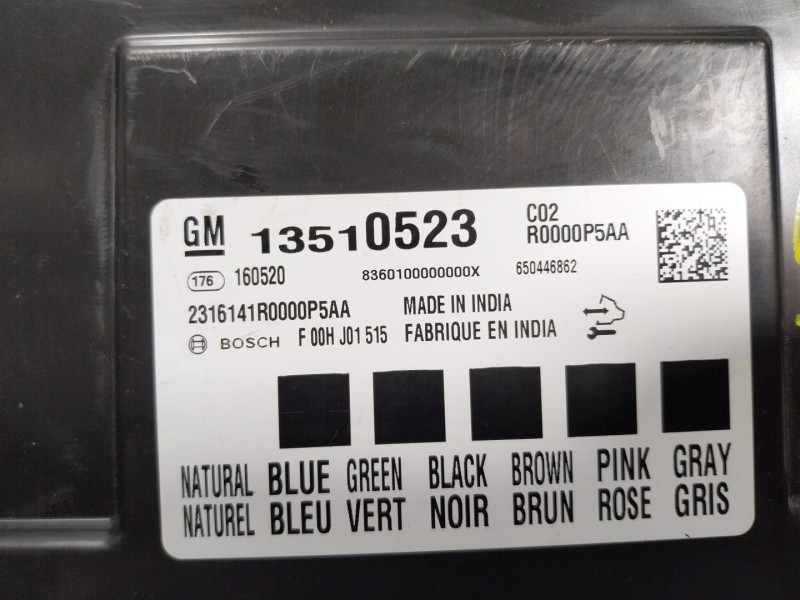 GM 13510523 C02
R0000P5AA
176 160520 8360100000000X 650446862
2316141R0000P5AA MADE IN INDIA
BOSCH F 00H J01 515 FABRIQUE EN INDIA
NATURAL BLUE GREEN BLACK BROWN PINK GRAY
NATUREL BLEU VERT NOIR BRUN ROSE GRIS